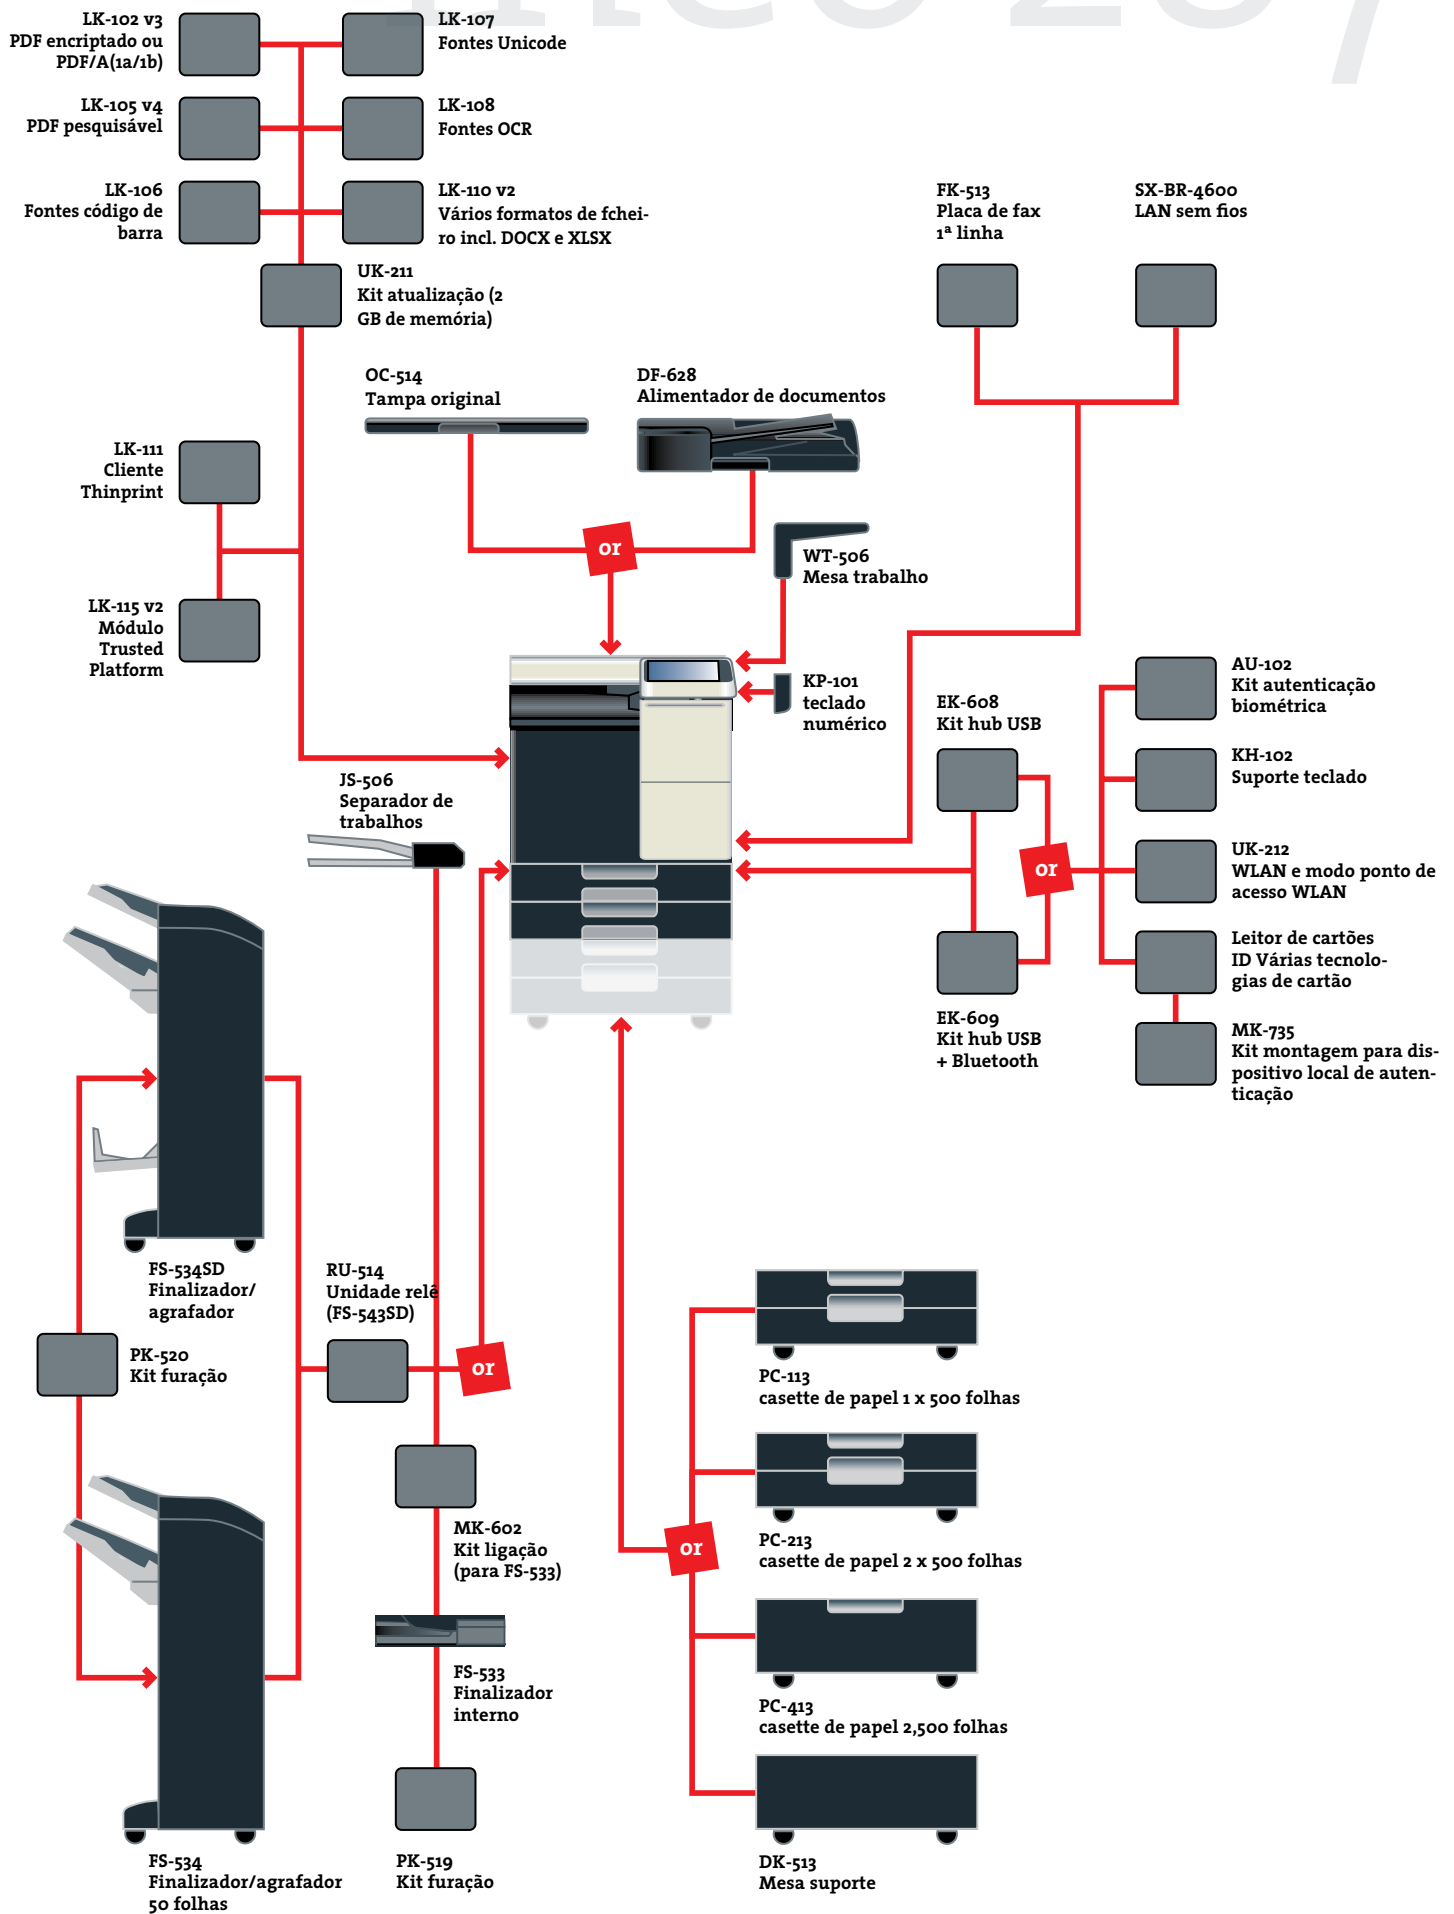 ineo 287
LK-102 v3
PDF encriptado ou
PDF/A(1a/1b)
LK-107
Fontes Unicode
LK-105 v4
PDF pesquisável
LK-108
Fontes OCR
LK-106
Fontes código de
barra
LK-110 v2
Vários formatos de fchei-
ro incl. DOCX e XLSX
FK-513
Placa de fax
1ª linha
SX-BR-4600
LAN sem fios
UK-211
Kit atualização (2
GB de memória)
OC-514
Tampa original
DF-628
Alimentador de documentos
LK-111
Cliente
Thinprint
or
WT-506
Mesa trabalho
LK-115 v2
Módulo
Trusted
Platform
KP-101
teclado
numérico
EK-608
Kit hub USB
AU-102
Kit autenticação
biométrica
KH-102
Suporte teclado
JS-506
Separador de
trabalhos
or
UK-212
WLAN e modo ponto de
acesso WLAN
Leitor de cartões
ID Várias tecnolo-
gias de cartão
EK-609
Kit hub USB
+ Bluetooth
MK-735
Kit montagem para dis-
positivo local de auten-
ticação
FS-534SD
Finalizador/
agrafador
RU-514
Unidade relê
(FS-543SD)
PK-520
Kit furação
or
PC-113
casette de papel 1 x 500 folhas
MK-602
Kit ligação
(para FS-533)
or
PC-213
casette de papel 2 x 500 folhas
FS-533
Finalizador
interno
PC-413
casette de papel 2,500 folhas
FS-534
Finalizador/agrafador
50 folhas
PK-519
Kit furação
DK-513
Mesa suporte